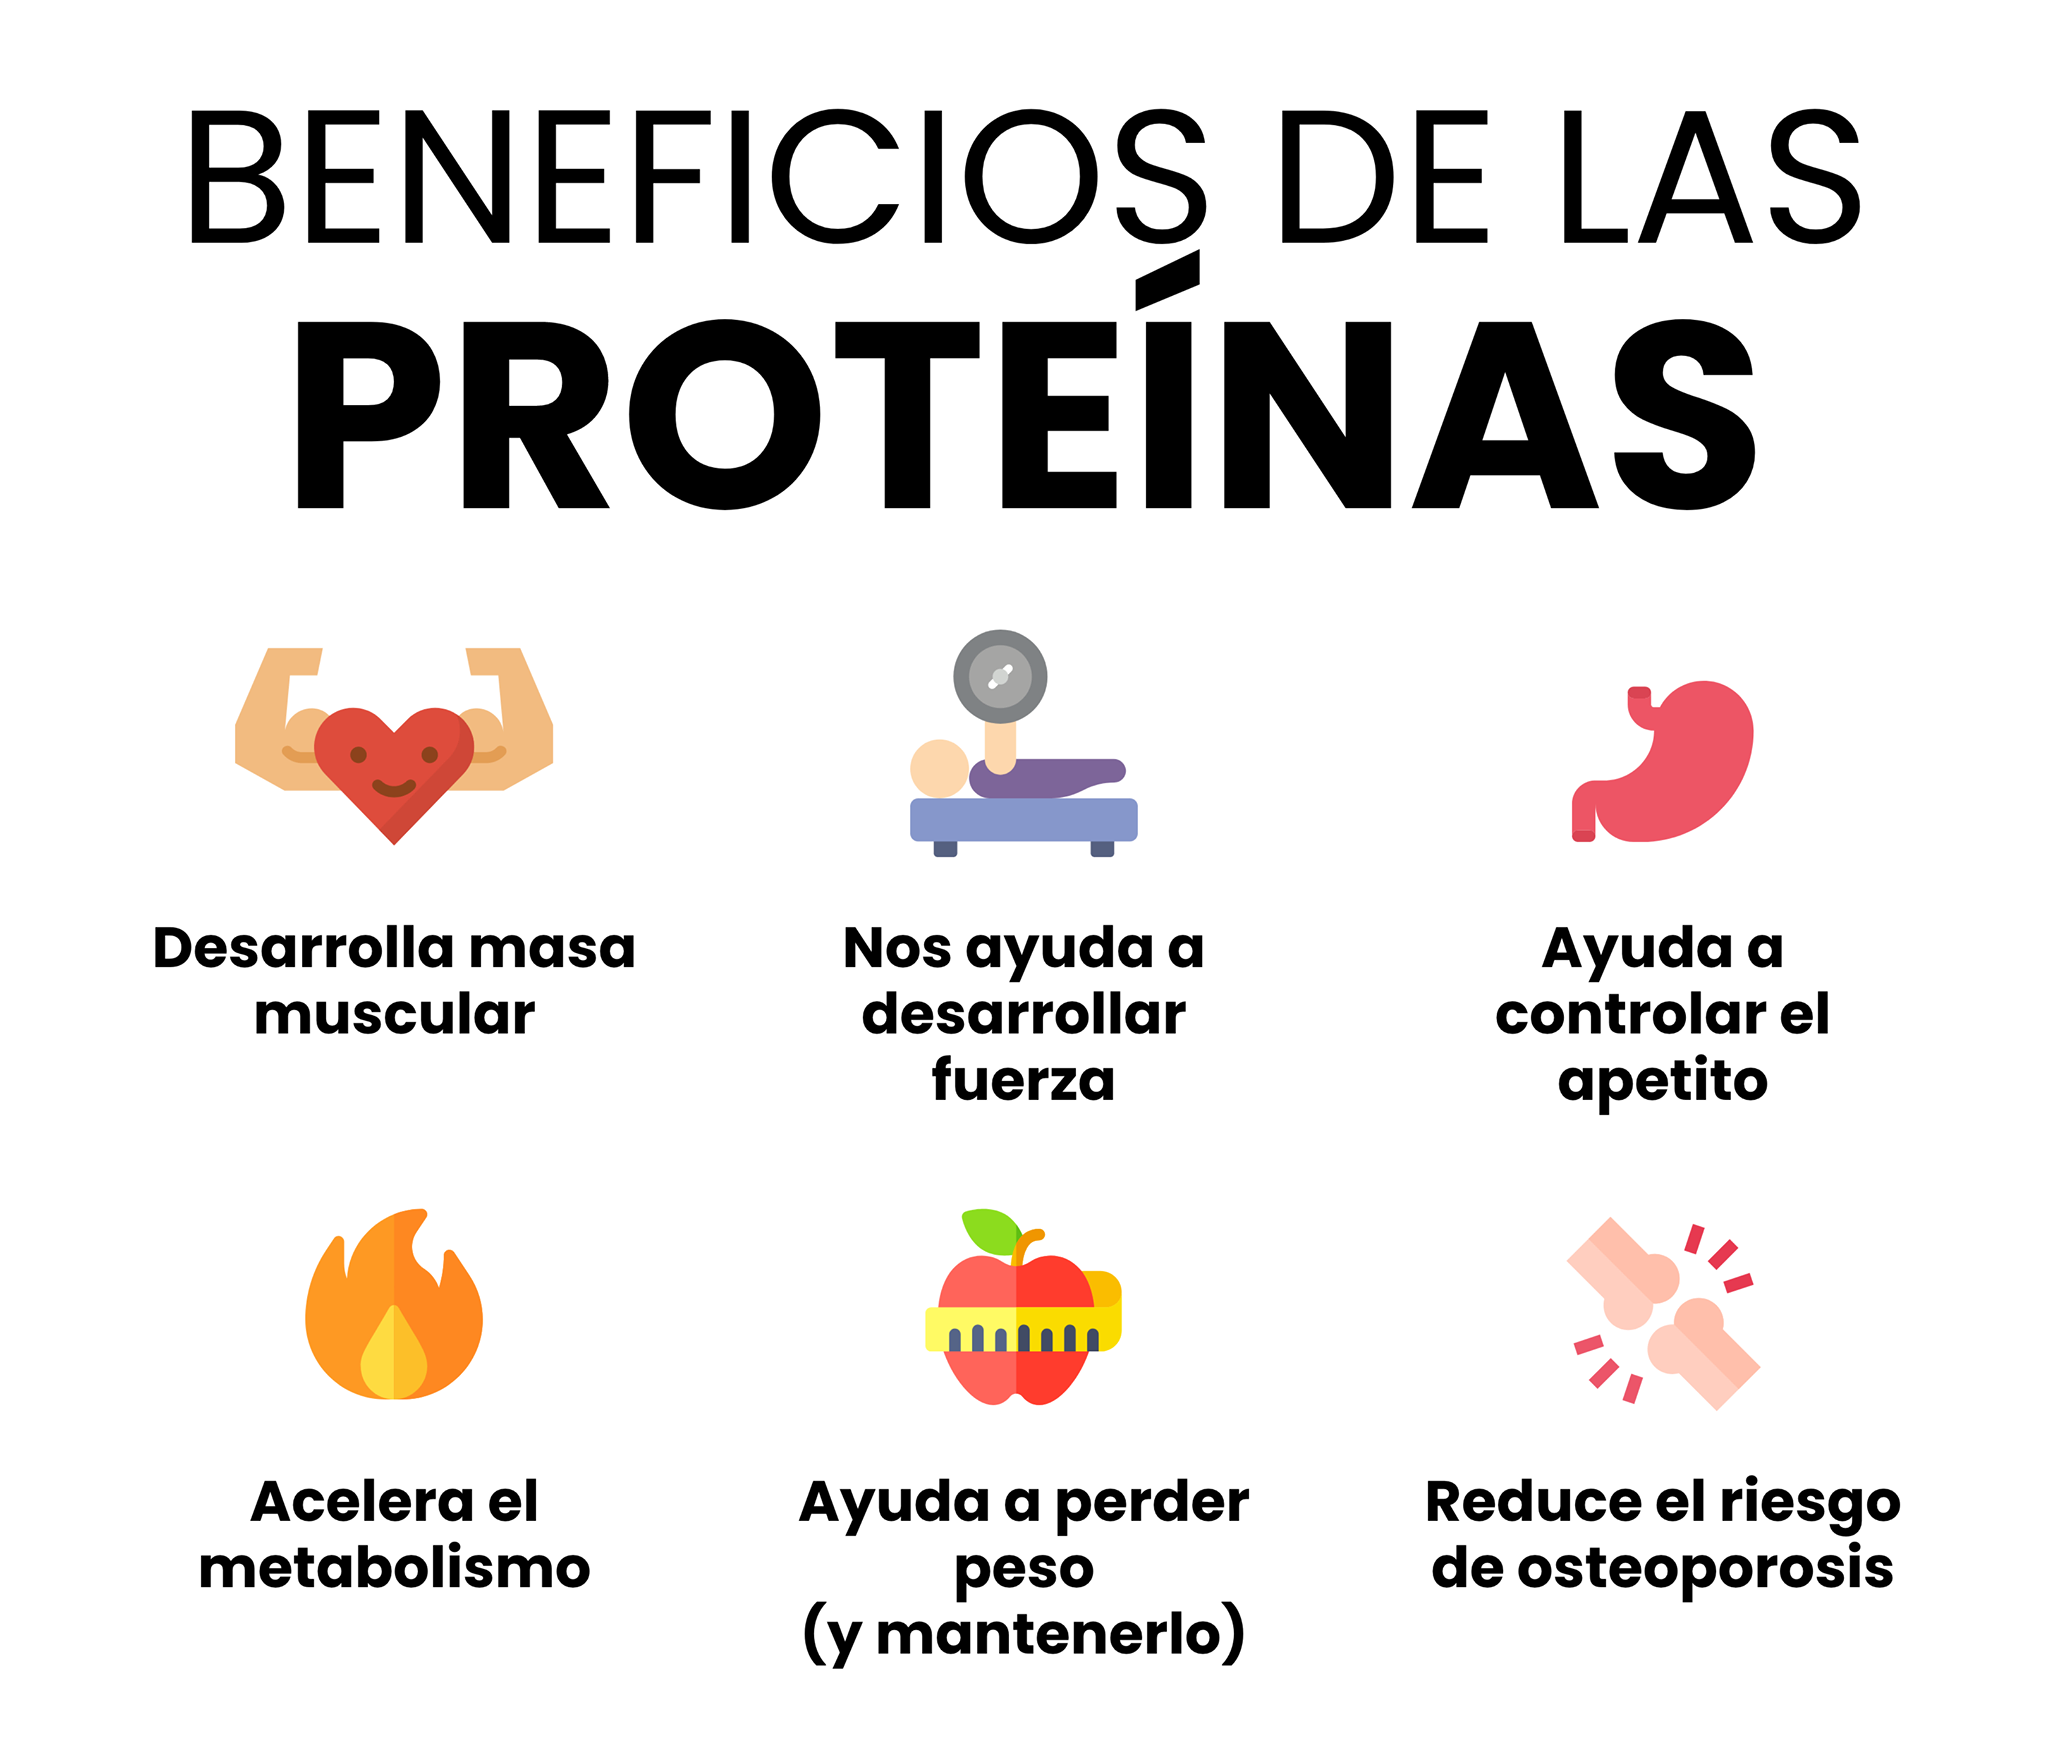 BENEFICIOS DE LAS
PROTEÍNAS
Desarrolla masa
muscular
Nos ayuda a
desarrollar
fuerza
Ayuda a
controlar el
apetito
Acelera el
metabolismo
Ayuda a perder
peso
(y mantenerlo)
Reduce el riesgo
de osteoporosis